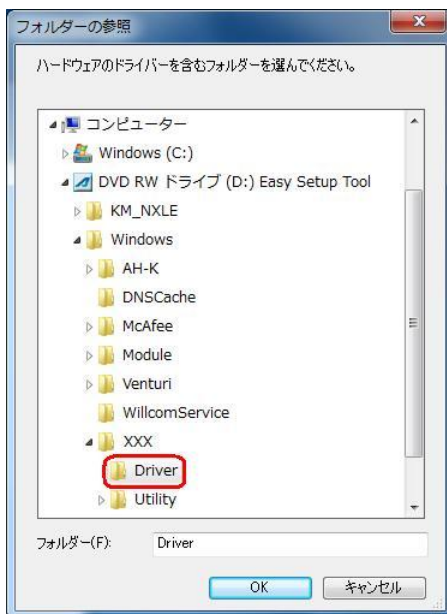 フォルダーの参照
ハードウェアのドライバーを含むフォルダーを選んでください。
コンピューター
Windows (C:)
DVD RW ドライブ (D:) Easy Setup Tool
KM_NXLE
Windows
AH-K
DNSCache
McAfee
Module
Venturi
WillcomService
XXX
Driver
Utility
フォルダー(F): Driver
OK キャンセル